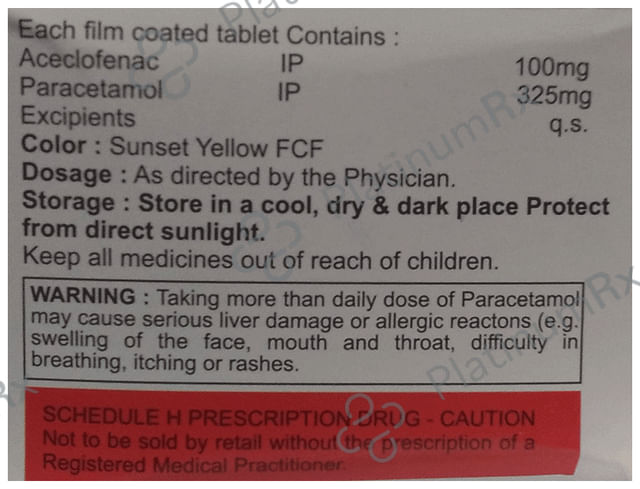 Each film coated tablet Contains :
Aceclofenac IP 100mg
Paracetamol IP 325mg
Excipients q.s.
Color : Sunset Yellow FCF
Dosage : As directed by the Physician.
Storage : Store in a cool, dry & dark place Protect
from direct sunlight.
Keep all medicines out of reach of children.
WARNING : Taking more than daily dose of Paracetamol
may cause serious liver damage or allergic reactons (e.g.
swelling of the face, mouth and throat, difficulty in
breathing, itching or rashes.
SCHEDULE H PRESCRIPTION DRUG - CAUTION
Not to be sold by retail without the prescription of a
Registered Medical Practitioner.
PlatinumRx
PlatinumRx
Rx